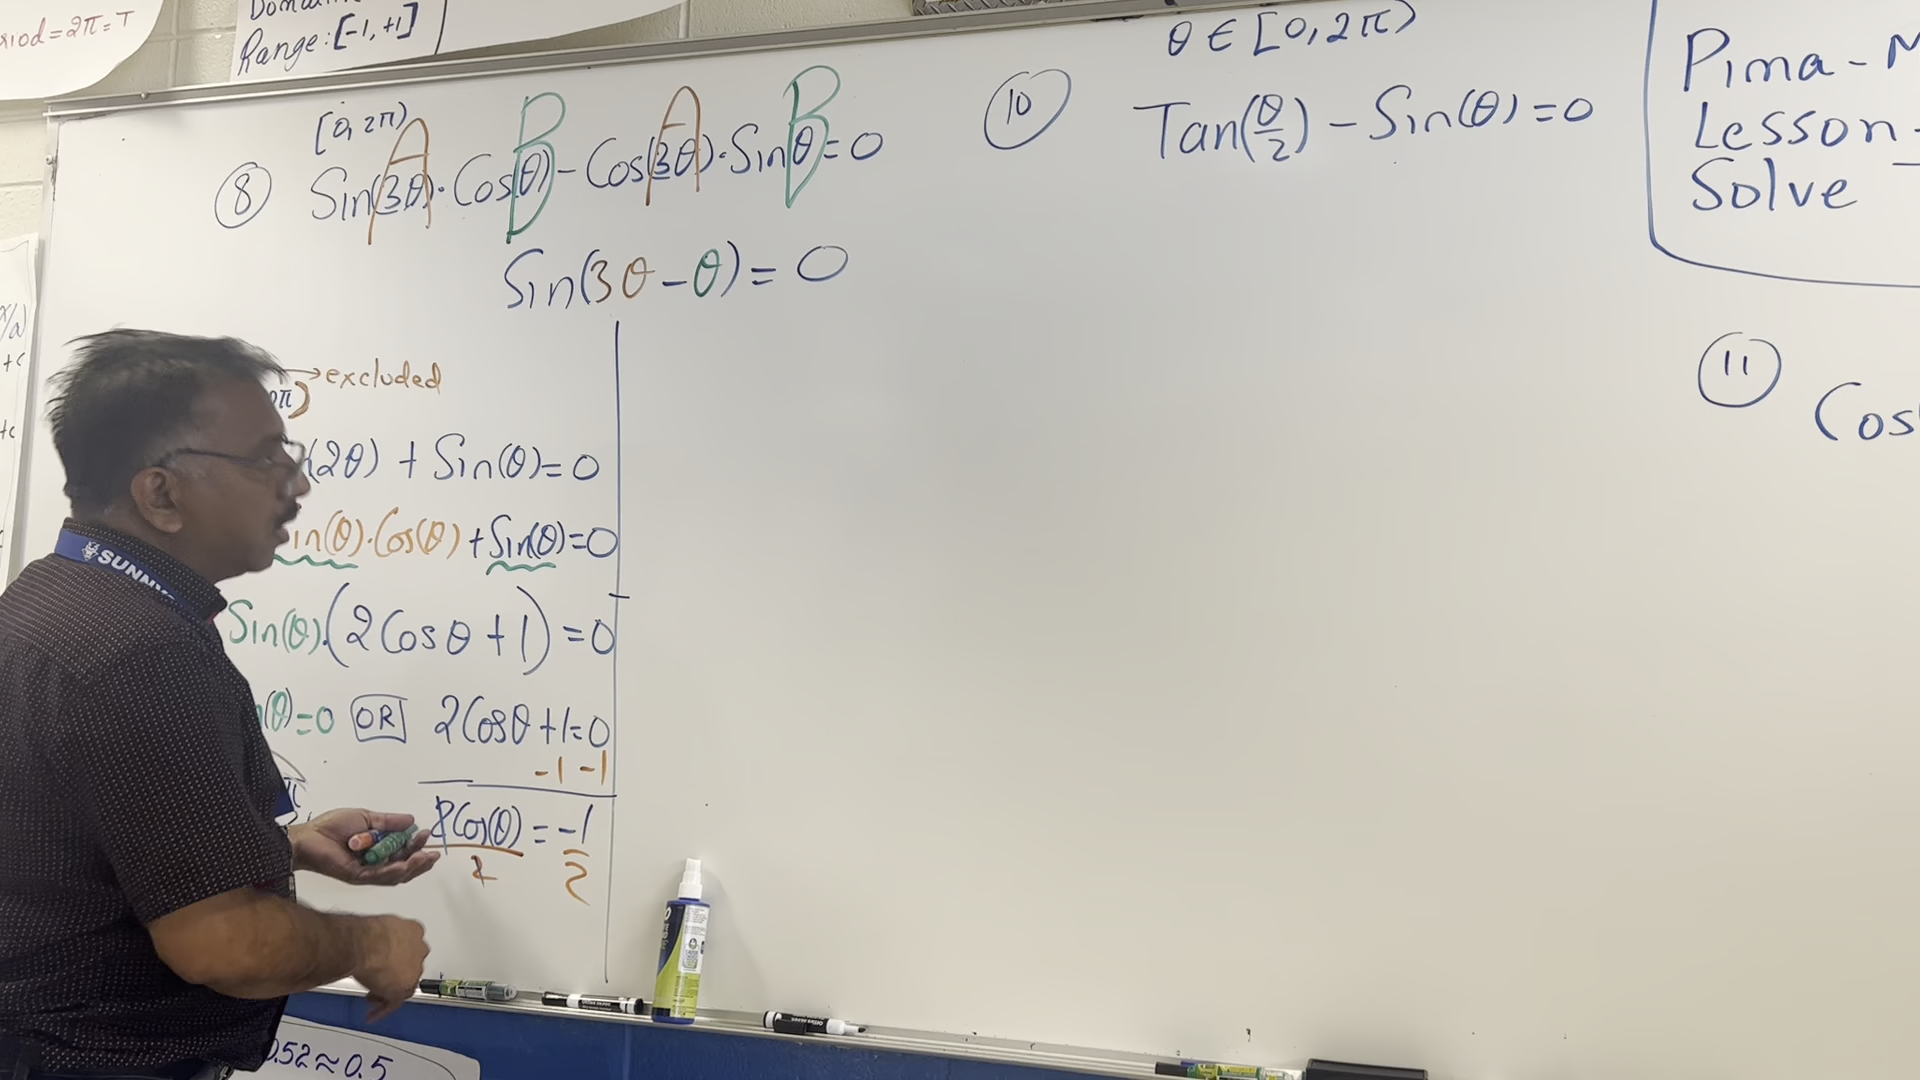 riod=2π=T
Range:[-1,+1]
[0,2π)
⑧ Sin(3θ)·Cos(θ)-Cos(3θ)·Sinθ=0
A B A B
Sin(3θ-θ)=0
excluded
2π)
(2θ)+Sin(θ)=0
in(θ)·Cos(θ)+Sin(θ)=0
Sin(θ)·(2Cosθ+1)=0
(θ)=0 OR 2Cosθ+1=0
-1 -1
2Cos(θ)=-1
2 2
θ∈[0,2π)
⑩ Tan(θ/2)-Sin(θ)=0
Pima-M
Lesson-
Solve
⑪
Cos
SUNNY
0.52≈0.5